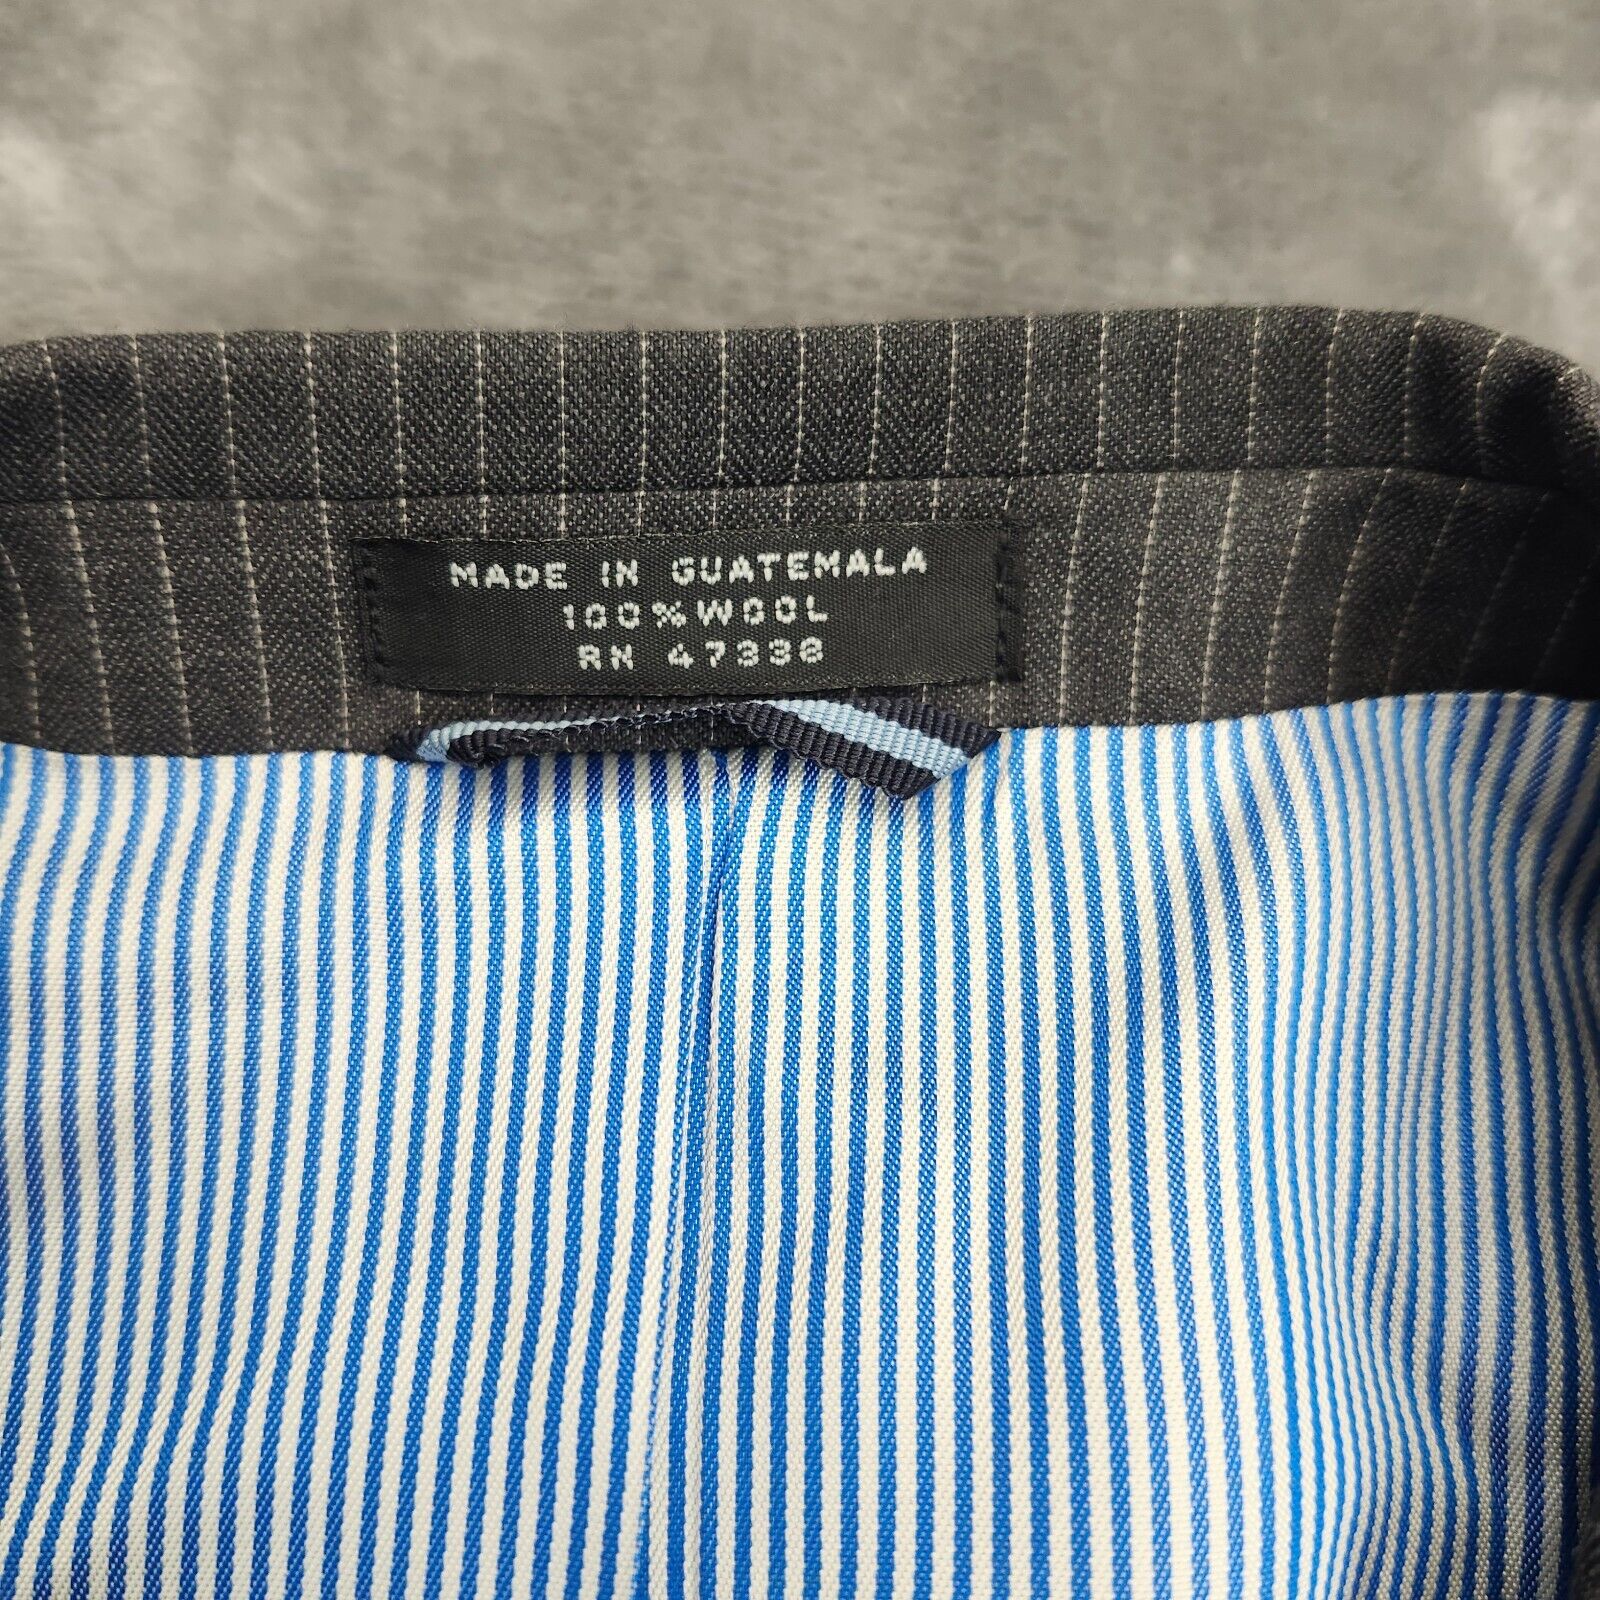 MADE IN GUATEMALA
100% WOOL
RN 47338